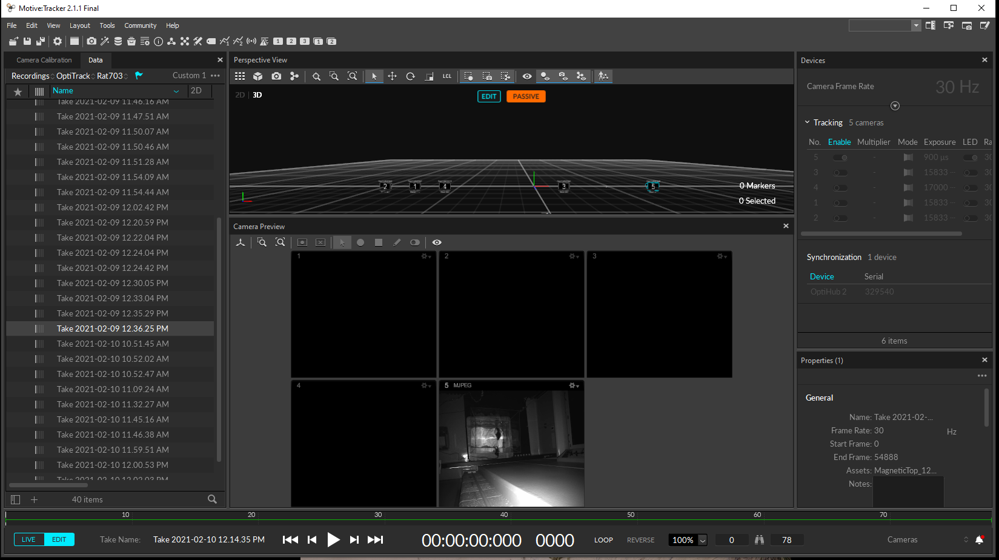 Motive:Tracker 2.1.1 Final
File Edit View Layout Tools Community Help
1 2 3 1 2
Camera Calibration Data
Recordings OptiTrack Rat703 Custom 1
Name 2D
Take 2021-02-09 11.46.16 AM
Take 2021-02-09 11.47.51 AM
Take 2021-02-09 11.50.07 AM
Take 2021-02-09 11.50.46 AM
Take 2021-02-09 11.51.28 AM
Take 2021-02-09 11.54.09 AM
Take 2021-02-09 11.54.44 AM
Take 2021-02-09 12.02.42 PM
Take 2021-02-09 12.20.59 PM
Take 2021-02-09 12.22.04 PM
Take 2021-02-09 12.24.04 PM
Take 2021-02-09 12.24.42 PM
Take 2021-02-09 12.30.05 PM
Take 2021-02-09 12.33.04 PM
Take 2021-02-09 12.35.29 PM
Take 2021-02-09 12.36.25 PM
Take 2021-02-10 10.51.45 AM
Take 2021-02-10 10.52.02 AM
Take 2021-02-10 10.52.47 AM
Take 2021-02-10 11.09.24 AM
Take 2021-02-10 11.32.27 AM
Take 2021-02-10 11.45.16 AM
Take 2021-02-10 11.46.38 AM
Take 2021-02-10 11.59.51 AM
Take 2021-02-10 12.00.53 PM
Take 2021-02-10 12.02.03 PM
40 items
Perspective View
LCL
2D 3D
EDIT PASSIVE
2 1 4 3 5
0 Markers
0 Selected
Camera Preview
1 2 3
4 5 MJPEG
Devices
Camera Frame Rate 30 Hz
Tracking 5 cameras
No. Enable Multiplier Mode Exposure LED Ra
5 - 900 μs 30
3 - 15833 ... 30
4 - 17000 ... 30
1 - 15833 ... 30
2 - 15833 ... 30
Synchronization 1 device
Device Serial
OptiHub 2 329540
6 items
Properties (1)
General
Name: Take 2021-02-...
Frame Rate: 30 Hz
Start Frame: 0
End Frame: 54888
Assets: MagneticTop_12...
Notes:
10 20 30 40 50 60 70
LIVE EDIT Take Name: Take 2021-02-10 12.14.35 PM 00:00:00:000 0000 LOOP REVERSE 100% 0 78 Cameras